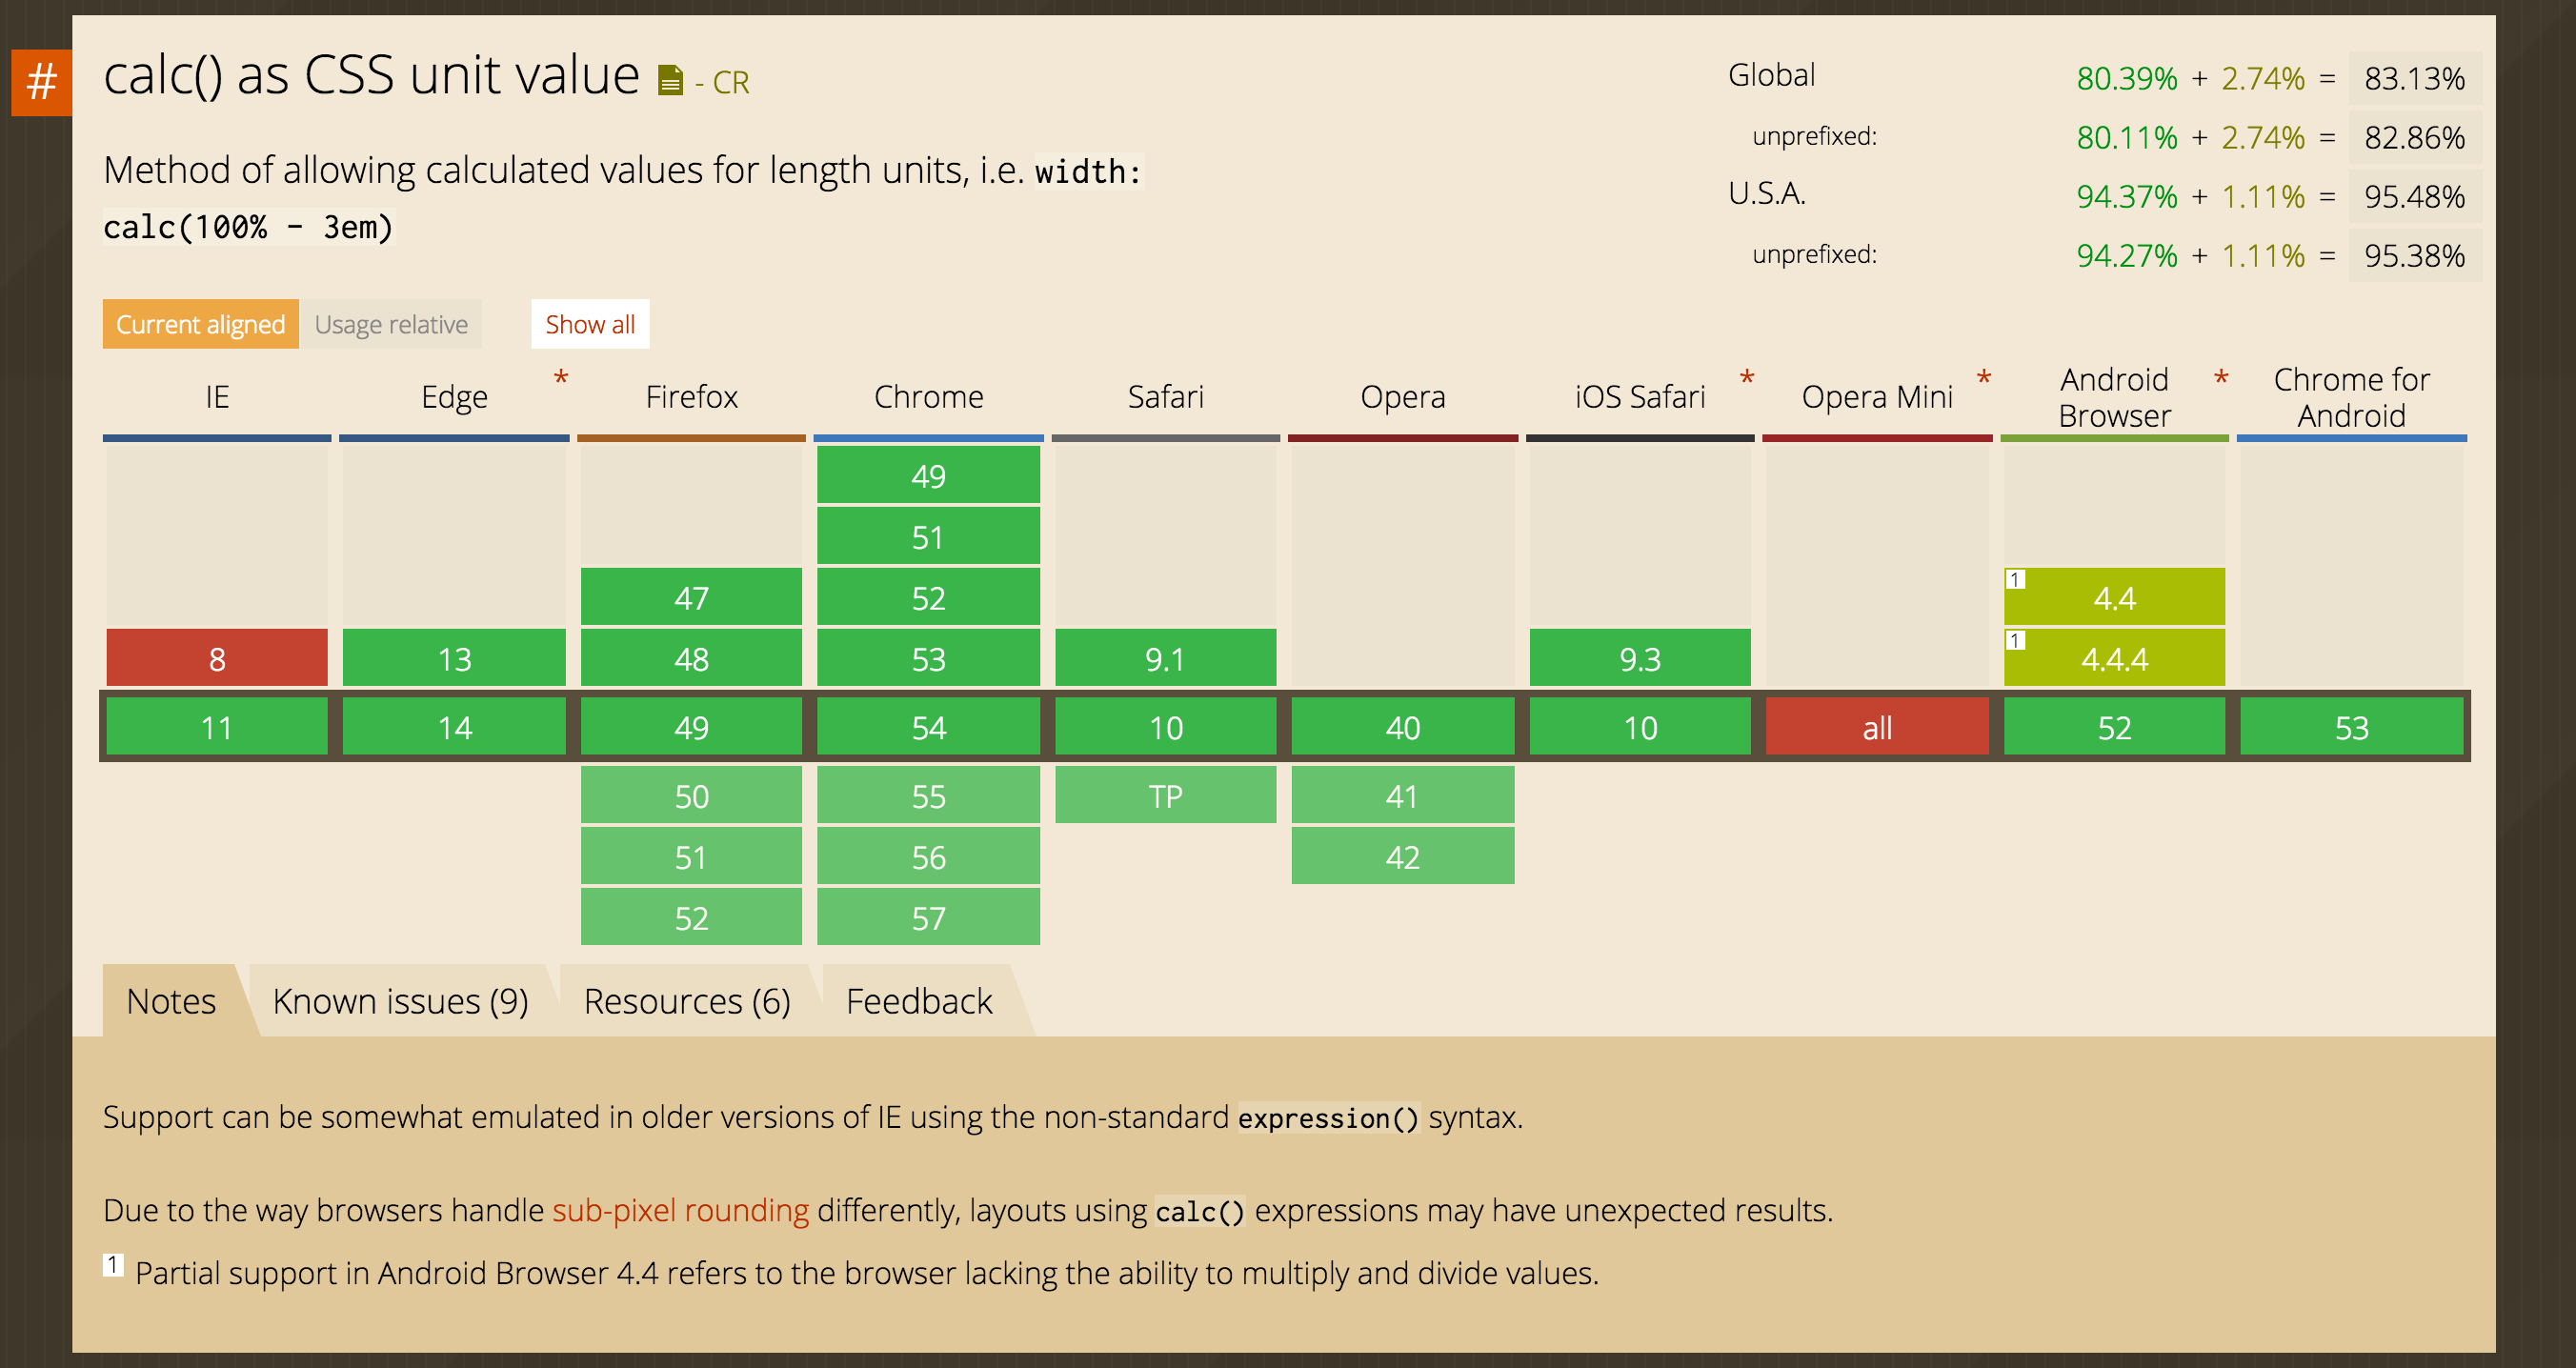 #
calc() as CSS unit value - CR
Method of allowing calculated values for length units, i.e. width:
calc(100% - 3em)
Global 80.39% + 2.74% = 83.13%
unprefixed: 80.11% + 2.74% = 82.86%
U.S.A. 94.37% + 1.11% = 95.48%
unprefixed: 94.27% + 1.11% = 95.38%
Current aligned Usage relative Show all
IE Edge * Firefox Chrome Safari Opera iOS Safari * Opera Mini * Android Browser * Chrome for Android
49
51
47 52 1 4.4
8 13 48 53 9.1 9.3 1 4.4.4
11 14 49 54 10 40 10 all 52 53
50 55 TP 41
51 56 42
52 57
Notes Known issues (9) Resources (6) Feedback
Support can be somewhat emulated in older versions of IE using the non-standard expression() syntax.
Due to the way browsers handle sub-pixel rounding differently, layouts using calc() expressions may have unexpected results.
1 Partial support in Android Browser 4.4 refers to the browser lacking the ability to multiply and divide values.